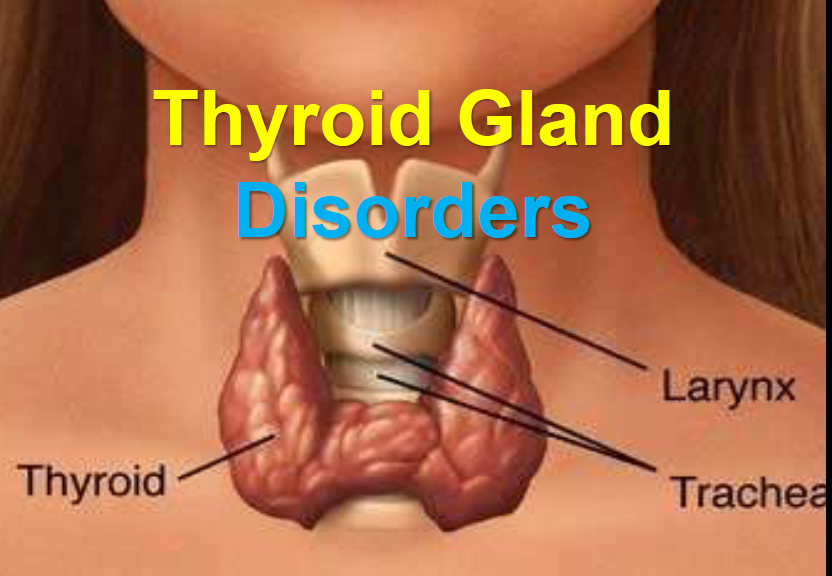 Thyroid Gland
Disorders
Larynx
Thyroid
Trachea